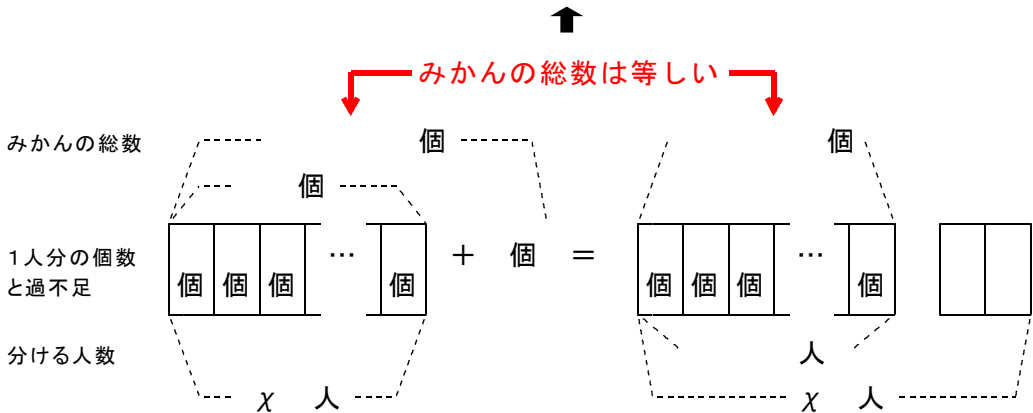 みかんの総数は等しい
みかんの総数 個 個
個
1人分の個数
と過不足
… + 個 = …
個 個 個 個 個 個 個 個
分ける人数 人
χ 人 χ 人